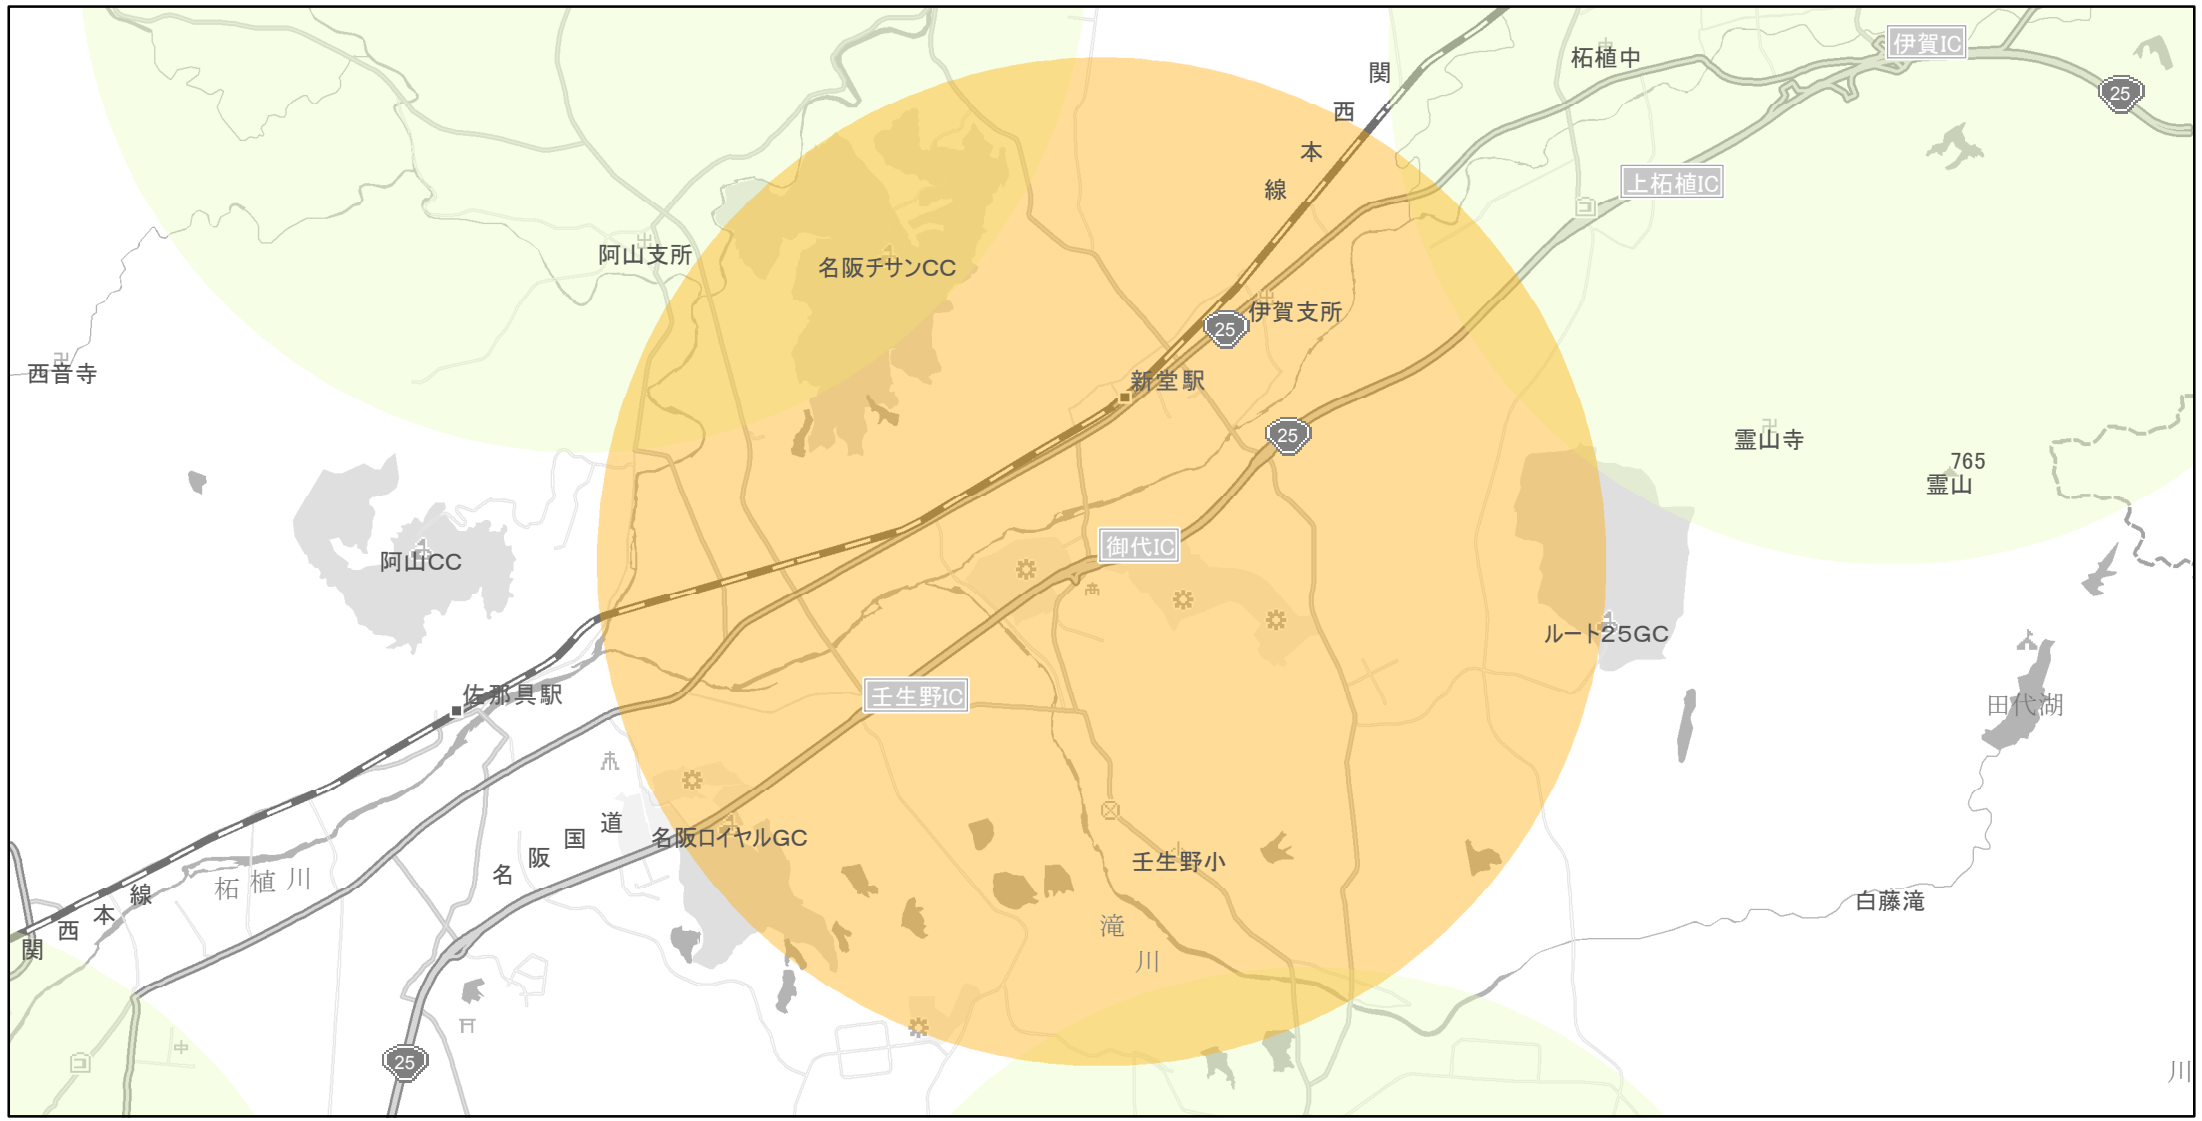 伊賀IC
柘植中
25
関西本線
上柘植IC
阿山支所
名阪チサンCC
伊賀支所
25
西音寺
新堂駅
25
霊山寺
765
霊山
御代IC
阿山CC
ルート25GC
佐那具駅
壬生野IC
田代湖
名阪国道
名阪ロイヤルGC
壬生野小
柘植川
関西本線
白藤滝
滝川
25
川